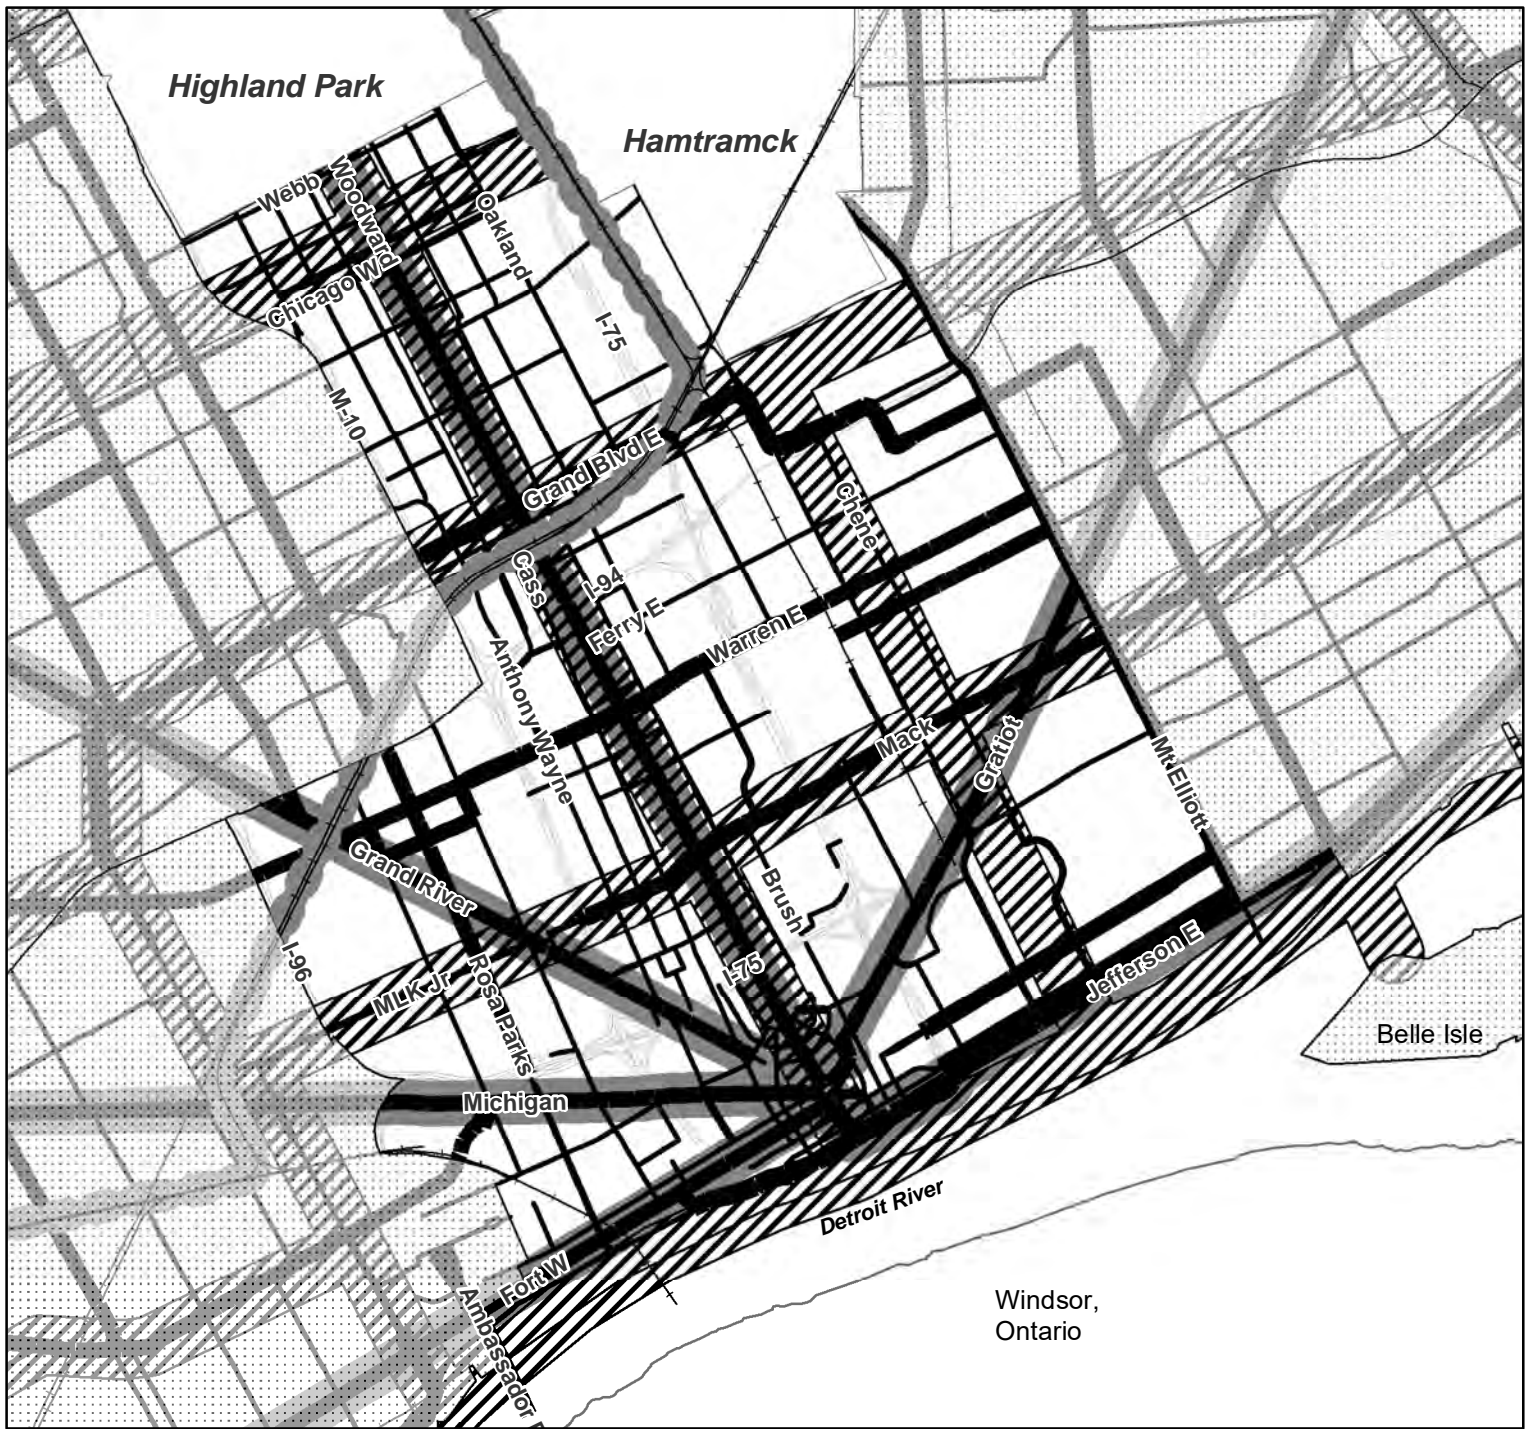 Highland Park
Hamtramck
Webb
Woodward
Oakland
Chicago W
I-75
M-10
Grand Blvd E
Chene
Cass
I-94
Ferry E
Warren E
Anthony Wayne
Mack
Gratiot
Mt Elliott
Grand River
Brush
I-96
Rosa Parks
I-75
MLK Jr
Jefferson E
Belle Isle
Michigan
Detroit River
Fort W
Windsor,
Ontario
Ambassador